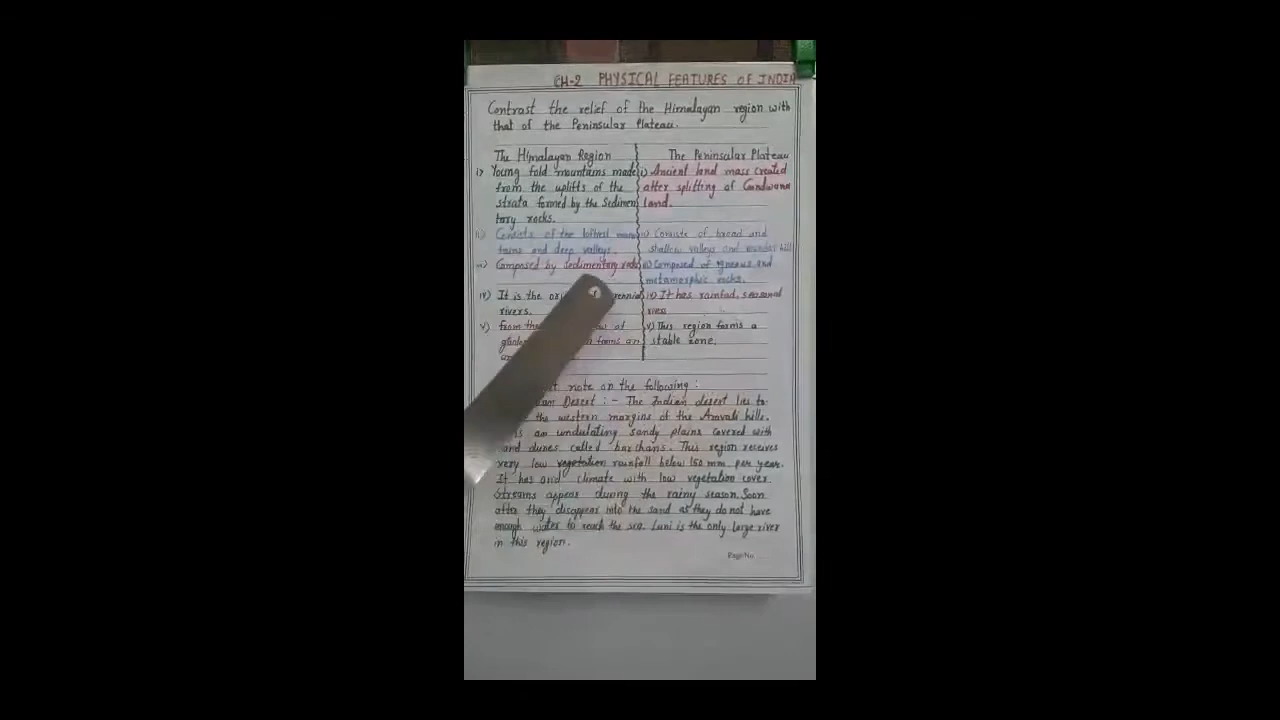 CH-2 PHYSICAL FEATURES OF INDIA
Contrast the relief of the Himalayan region with
that of the Peninsular Plateau.
The Himalayan Region
i) Young fold mountains made
from the uplifts of the
strata formed by the Sedimen
tary rocks.
ii) Consists of the loftiest moun
tains and deep valleys.
iii) Composed by sedimentary rocks
iv) It is the
rivers.
v) From the
of
forms an
The Peninsular Plateau
i) Ancient land mass created
after splitting of Gondwana
land.
ii) Consists of broad and
shallow valleys and rounded hill
iii) Composed of igneous and
metamorphic rocks.
iv) It has rainfed, seasonal
river
v) This region forms a
stable zone.
note on the following :
Desert : - The Indian desert lies to-
the western margins of the Aravali hills.
an undulating sandy plains covered with
sand dunes called barchans. This region receives
very low vegetation rainfall below 150 mm per year.
It has arid climate with low vegetation cover
Streams appear during the rainy season. Soon
after they disappear into the sand as they do not have
enough water to reach the sea. Luni is the only large river
in this region.
Page No.